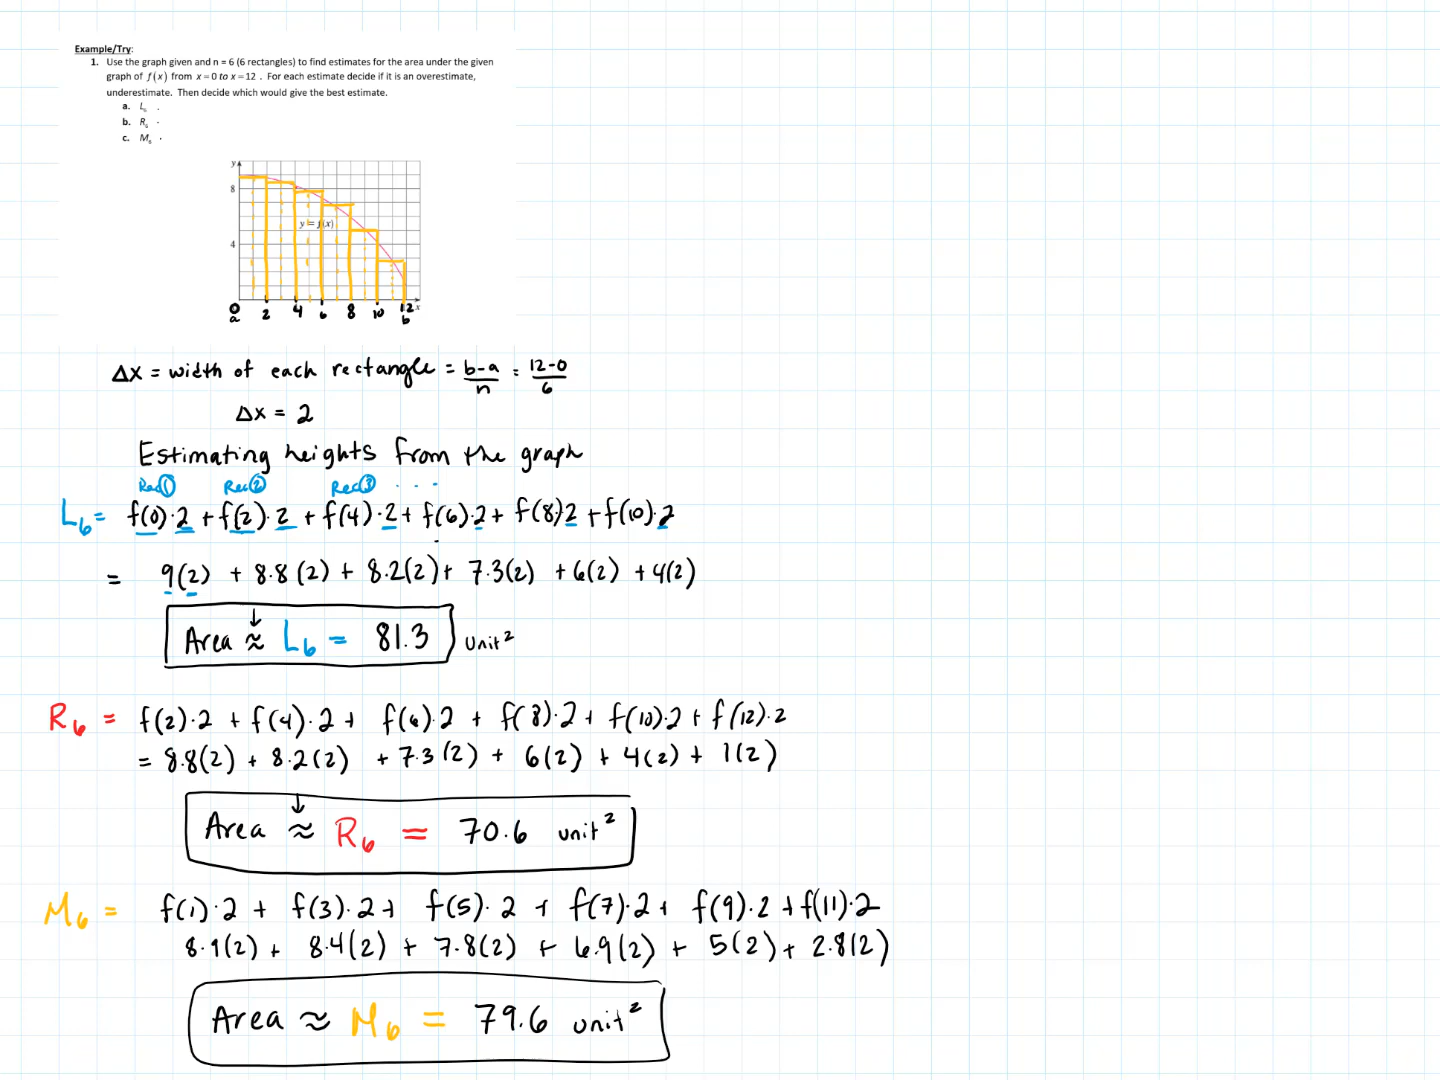 Example/Try:
1. Use the graph given and n = 6 (6 rectangles) to find estimates for the area under the given
graph of f(x) from x = 0 to x = 12 . For each estimate decide if it is an overestimate,
underestimate. Then decide which would give the best estimate.
a. L₆ .
b. R₆ .
c. M₆ .
y
8
y = f(x)
4
0 2 4 6 8 10 12 x
a b
Δx = width of each rectangle = b-a/n = 12-0/6
Δx = 2
Estimating heights from the graph
Rec① Rec② Rec③ ...
L₆ = f(0)·2 + f(2)·2 + f(4)·2 + f(6)·2 + f(8)2 + f(10)·2
= 9(2) + 8.8(2) + 8.2(2) + 7.3(2) + 6(2) + 4(2)
Area ≈ L₆ = 81.3 Unit²
R₆ = f(2)·2 + f(4)·2 + f(6)·2 + f(8)·2 + f(10)·2 + f(12)·2
= 8.8(2) + 8.2(2) + 7.3(2) + 6(2) + 4(2) + 1(2)
Area ≈ R₆ = 70.6 unit²
M₆ = f(1)·2 + f(3)·2 + f(5)·2 + f(7)·2 + f(9)·2 + f(11)·2
8.9(2) + 8.4(2) + 7.8(2) + 6.9(2) + 5(2) + 2.8(2)
Area ≈ M₆ = 79.6 unit²